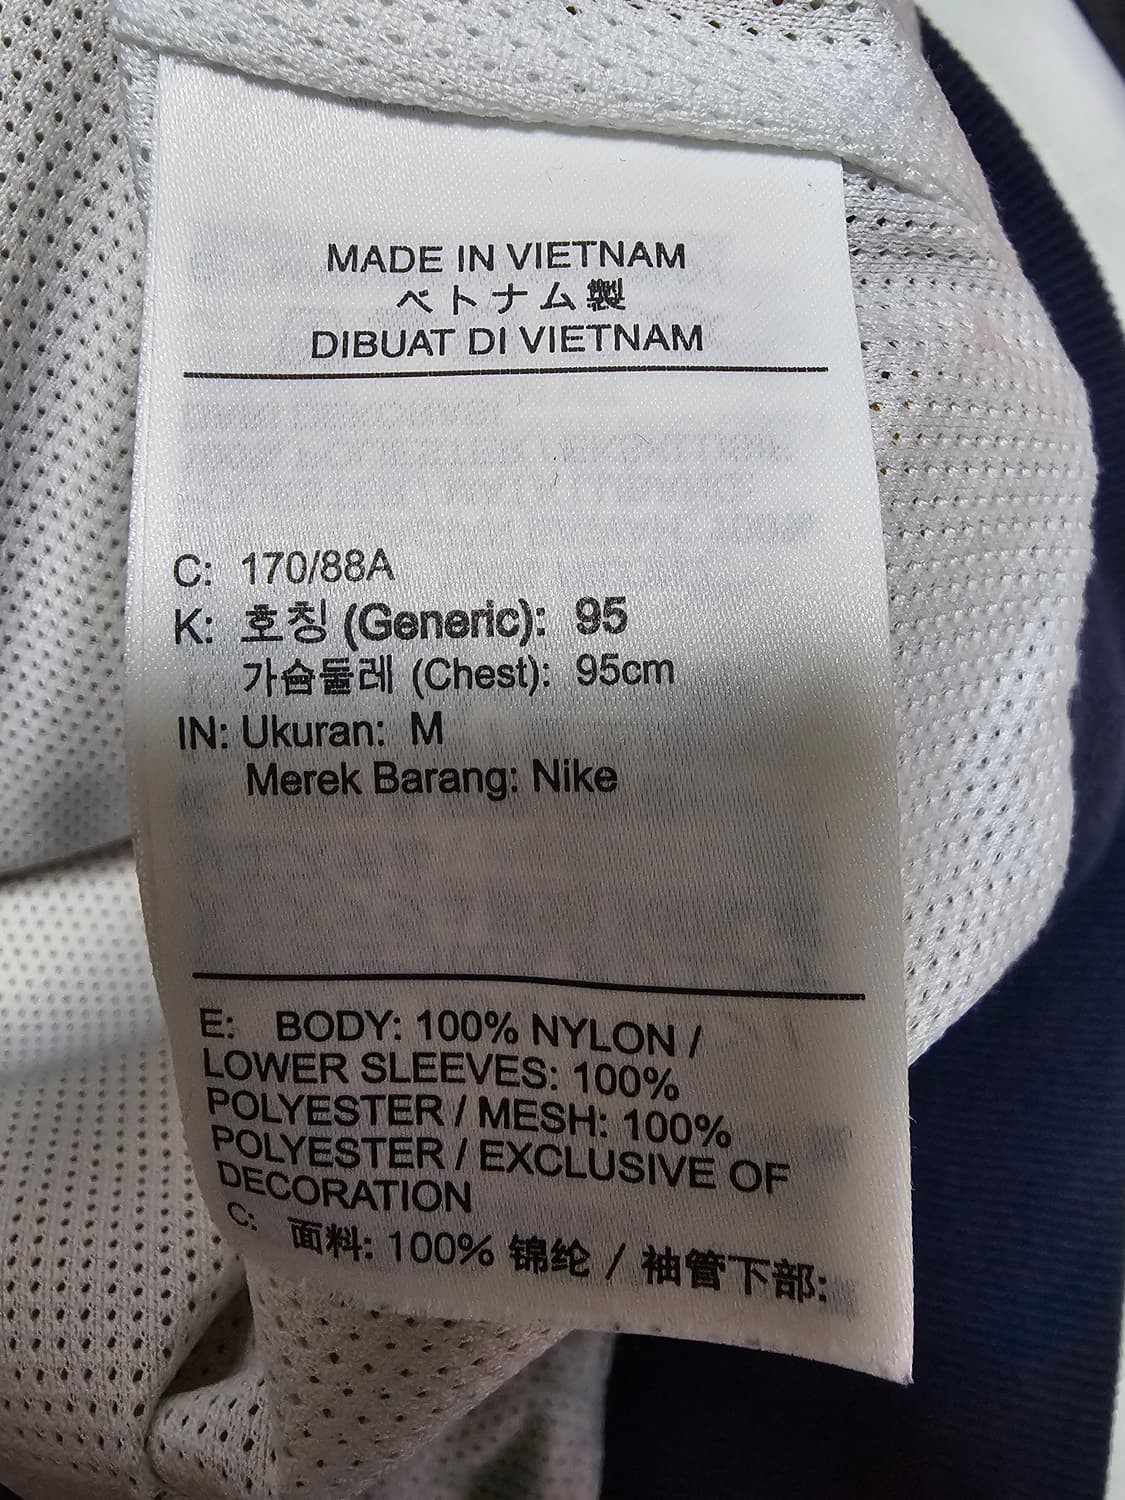 MADE IN VIETNAM
ベトナム製
DIBUAT DI VIETNAM
C: 170/88A
K: 호칭 (Generic): 95
가슴둘레 (Chest): 95cm
IN: Ukuran: M
Merek Barang: Nike
E: BODY: 100% NYLON /
LOWER SLEEVES: 100%
POLYESTER / MESH: 100%
POLYESTER / EXCLUSIVE OF
DECORATION
C: 面料: 100% 锦纶 / 袖管下部: